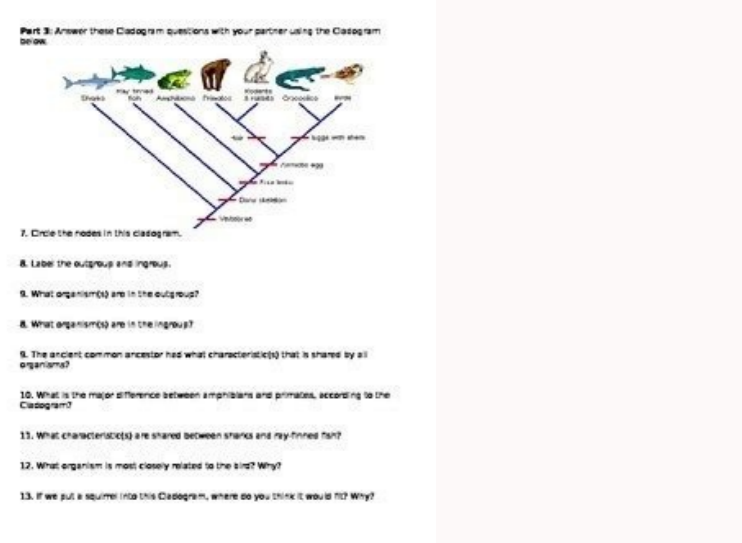 Part 3: Answer these Cladogram questions with your partner using the Cladogram
below.
Sharks
Ray finned
fish
Amphibians
Primates
Rodents
& rabbits
Crocodiles
Birds
Hair
Eggs with shells
Amniotic egg
Four limbs
Bony skeleton
Vertebrae
7. Circle the nodes in this cladogram.
8. Label the outgroup and ingroup.
9. What organism(s) are in the outgroup?
8. What organism(s) are in the ingroup?
9. The ancient common ancestor had what characteristic(s) that is shared by all
organisms?
10. What is the major difference between amphibians and primates, according to the
Cladogram?
11. What characteristic(s) are shared between sharks and ray-finned fish?
12. What organism is most closely related to the bird? Why?
13. If we put a squirrel into this Cladogram, where do you think it would fit? Why?